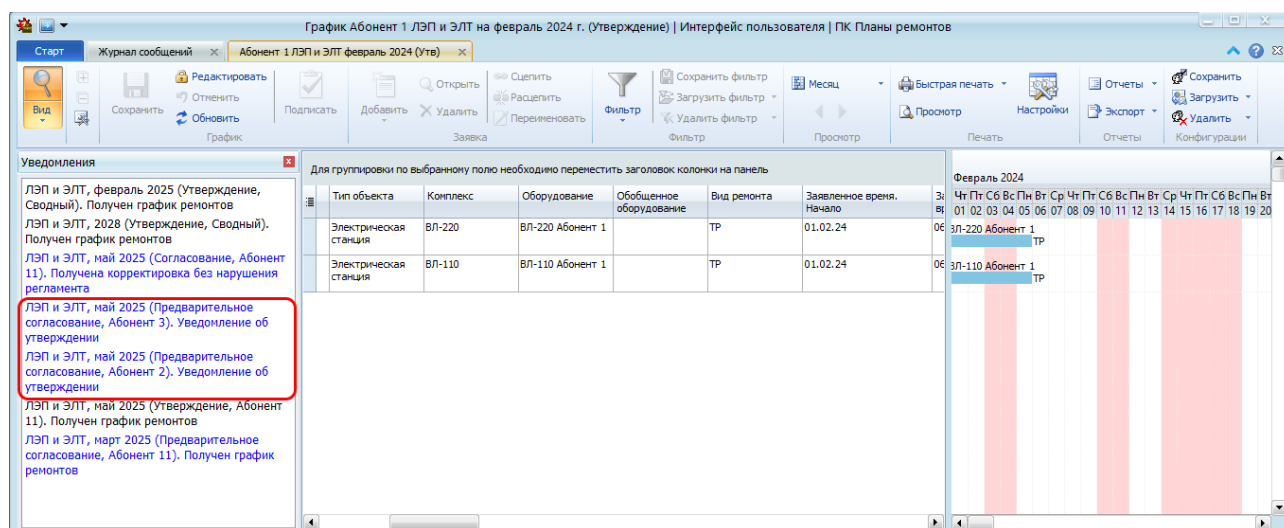 График Абонент 1 ЛЭП и ЭЛТ на февраль 2024 г. (Утверждение) | Интерфейс пользователя | ПК Планы ремонтов
Старт
Журнал сообщений
Абонент 1 ЛЭП и ЭЛТ февраль 2024 (Утв)
Вид
Сохранить
Редактировать
Отменить
Обновить
График
Подписать
Добавить
Открыть
Удалить
Сцепить
Расцепить
Переименовать
Заявка
Фильтр
Сохранить фильтр
Загрузить фильтр
Удалить фильтр
Фильтр
Месяц
Просмотр
Быстрая печать
Просмотр
Настройки
Печать
Отчеты
Экспорт
Отчеты
Сохранить
Загрузить
Удалить
Конфигурации
Уведомления
ЛЭП и ЭЛТ, февраль 2025 (Утверждение,
Сводный). Получен график ремонтов
ЛЭП и ЭЛТ, 2028 (Утверждение, Сводный).
Получен график ремонтов
ЛЭП и ЭЛТ, май 2025 (Согласование, Абонент
11). Получена корректировка без нарушения
регламента
ЛЭП и ЭЛТ, май 2025 (Предварительное
согласование, Абонент 3). Уведомление об
утверждении
ЛЭП и ЭЛТ, май 2025 (Предварительное
согласование, Абонент 2). Уведомление об
утверждении
ЛЭП и ЭЛТ, май 2025 (Утверждение, Абонент
11). Получен график ремонтов
ЛЭП и ЭЛТ, март 2025 (Предварительное
согласование, Абонент 11). Получен график
ремонтов
Для группировки по выбранному полю необходимо переместить заголовок колонки на панель
Тип объекта Комплекс Оборудование Обобщенное оборудование Вид ремонта Заявленное время. Начало
Электрическая станция ВЛ-220 ВЛ-220 Абонент 1 ТР 01.02.24 06
Электрическая станция ВЛ-110 ВЛ-110 Абонент 1 ТР 01.02.24 06
Февраль 2024
Чт Пт Сб Вс Пн Вт Ср Чт Пт Сб Вс Пн Вт Ср Чт Пт Сб Вс Пн Вт
01 02 03 04 05 06 07 08 09 10 11 12 13 14 15 16 17 18 19 20
ВЛ-220 Абонент 1
ТР
ВЛ-110 Абонент 1
ТР